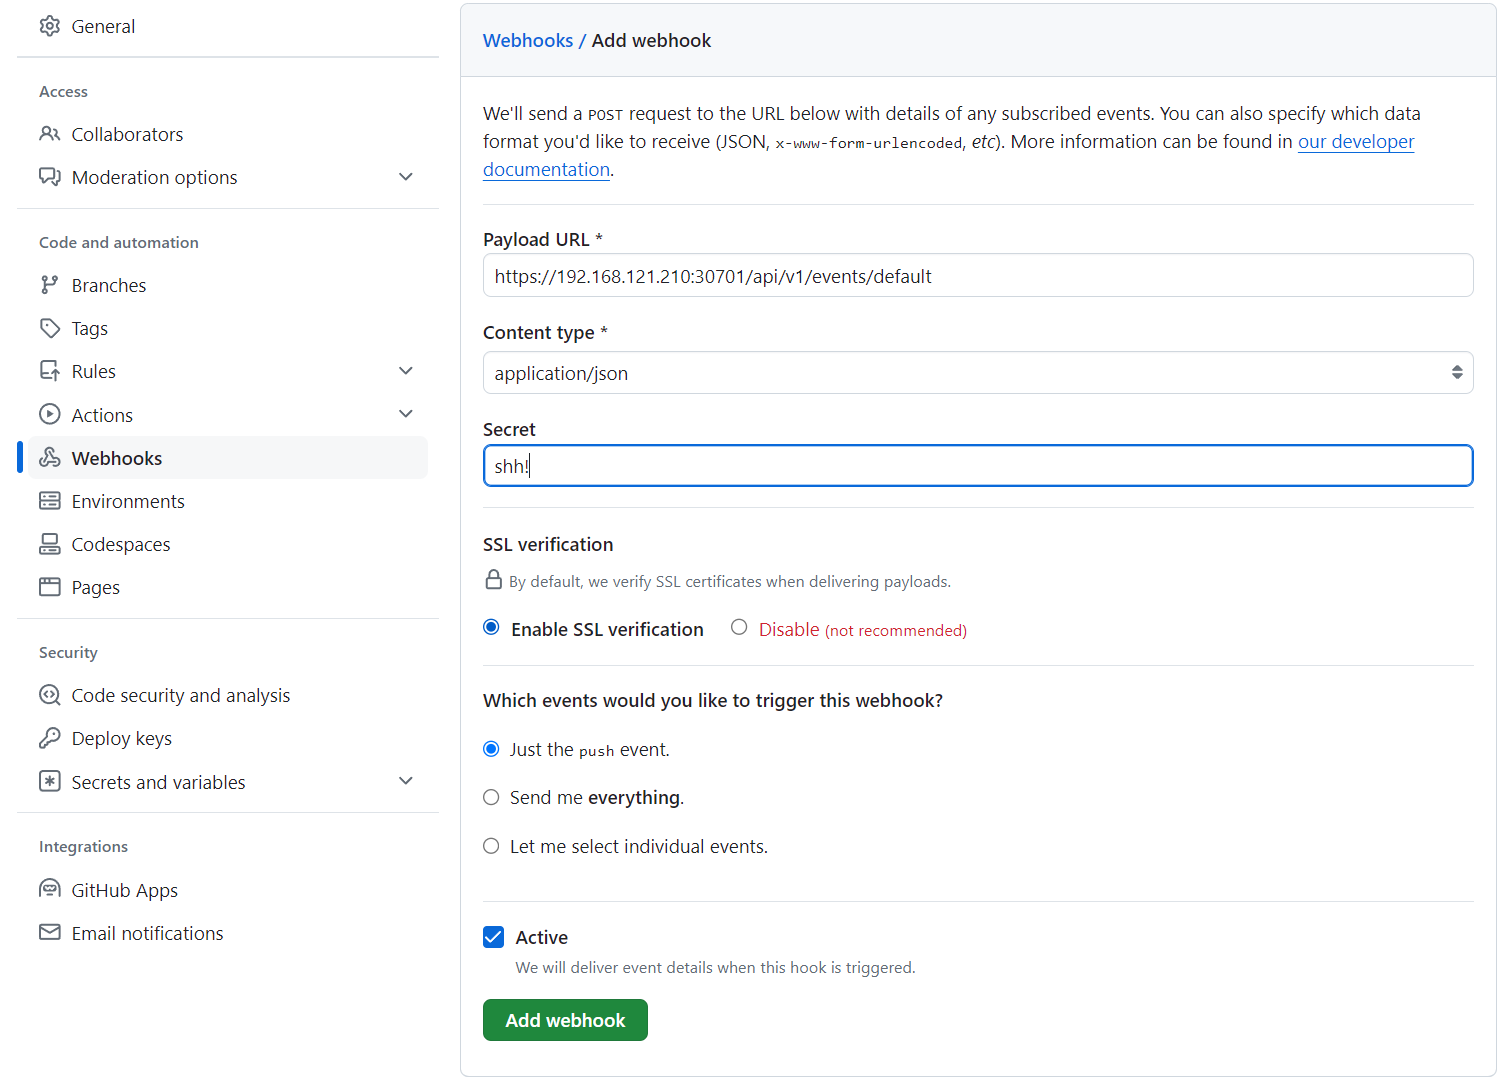 General
Access
Collaborators
Moderation options
Code and automation
Branches
Tags
Rules
Actions
Webhooks
Environments
Codespaces
Pages
Security
Code security and analysis
Deploy keys
Secrets and variables
Integrations
GitHub Apps
Email notifications
Webhooks / Add webhook
We'll send a POST request to the URL below with details of any subscribed events. You can also specify which data
format you'd like to receive (JSON, x-www-form-urlencoded, etc). More information can be found in our developer
documentation.
Payload URL *
https://192.168.121.210:30701/api/v1/events/default
Content type *
application/json
Secret
shh!
SSL verification
By default, we verify SSL certificates when delivering payloads.
Enable SSL verification Disable (not recommended)
Which events would you like to trigger this webhook?
Just the push event.
Send me everything.
Let me select individual events.
Active
We will deliver event details when this hook is triggered.
Add webhook